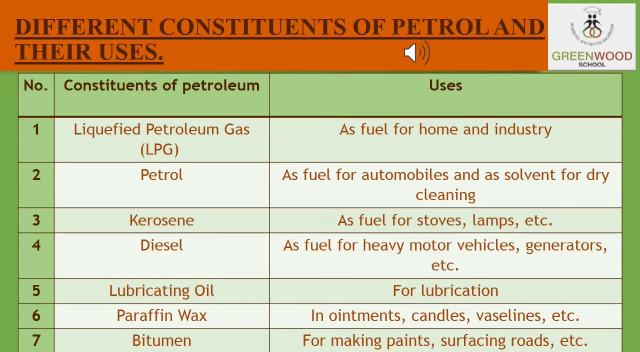 DIFFERENT CONSTITUENTS OF PETROL AND
THEIR USES.
GREENWOOD
SCHOOL
No. Constituents of petroleum Uses
1 Liquefied Petroleum Gas As fuel for home and industry
(LPG)
2 Petrol As fuel for automobiles and as solvent for dry
cleaning
3 Kerosene As fuel for stoves, lamps, etc.
4 Diesel As fuel for heavy motor vehicles, generators,
etc.
5 Lubricating Oil For lubrication
6 Paraffin Wax In ointments, candles, vaselines, etc.
7 Bitumen For making paints, surfacing roads, etc.